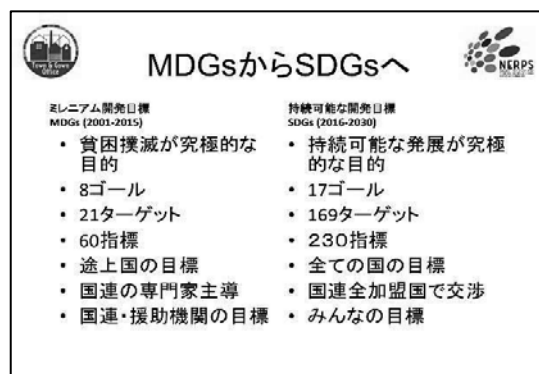 Town & Gown
Office
MDGsからSDGsへ
NERPS
ミレニアム開発目標
MDGs (2001-2015)
• 貧困撲滅が究極的な
目的
• 8ゴール
• 21ターゲット
• 60指標
• 途上国の目標
• 国連の専門家主導
• 国連・援助機関の目標
持続可能な開発目標
SDGs (2016-2030)
• 持続可能な発展が究極
的な目的
• 17ゴール
• 169ターゲット
• 230指標
• 全ての国の目標
• 国連全加盟国で交渉
• みんなの目標